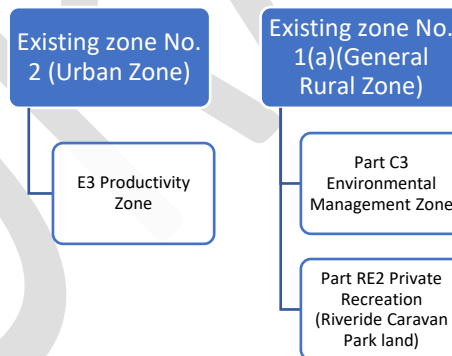 Existing zone No.
2 (Urban Zone)
E3 Productivity
Zone
Existing zone No.
1(a)(General
Rural Zone)
Part C3
Environmental
Management Zone
Part RE2 Private
Recreation
(Riveride Caravan
Park land)